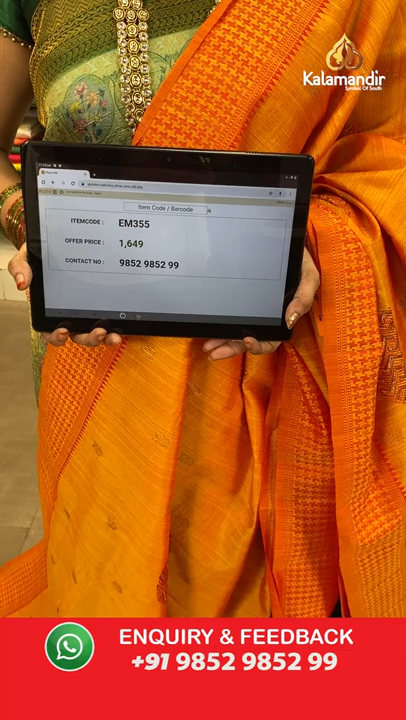 Kalamandir
Symbol Of South
Item Code / Barcode
ITEMCODE : EM355
OFFER PRICE : 1,649
CONTACT NO : 9852 9852 99
ENQUIRY & FEEDBACK
+91 9852 9852 99